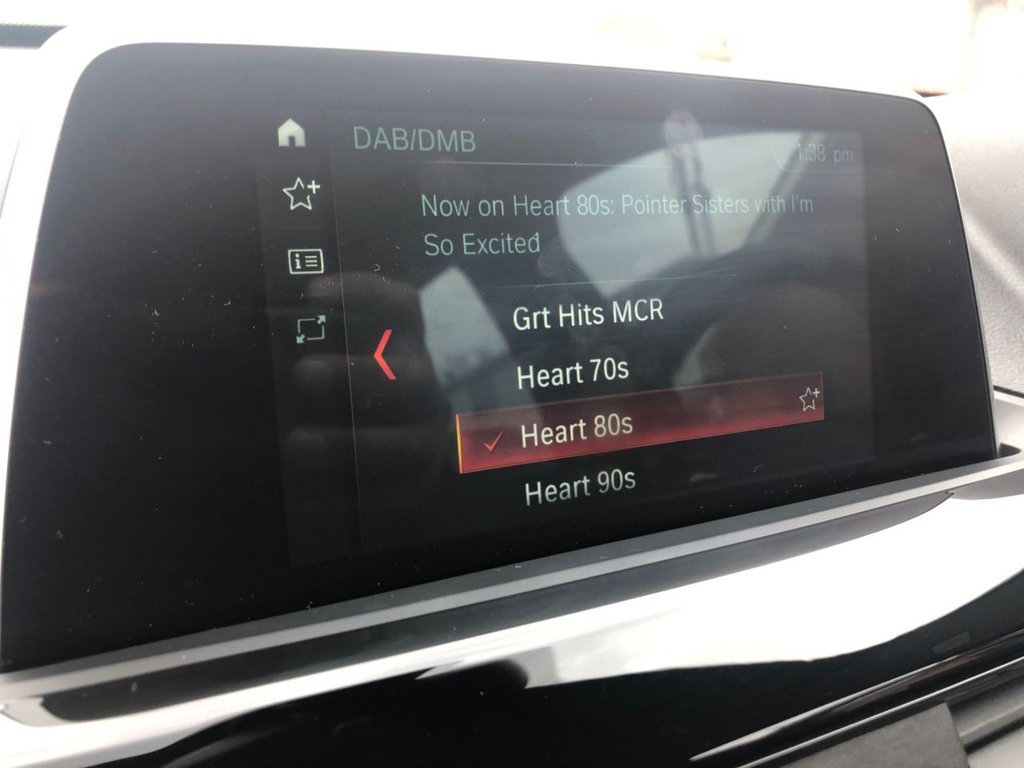 DAB/DMB
1:38 pm
Now on Heart 80s: Pointer Sisters with I'm
So Excited
Grt Hits MCR
Heart 70s
Heart 80s
Heart 90s